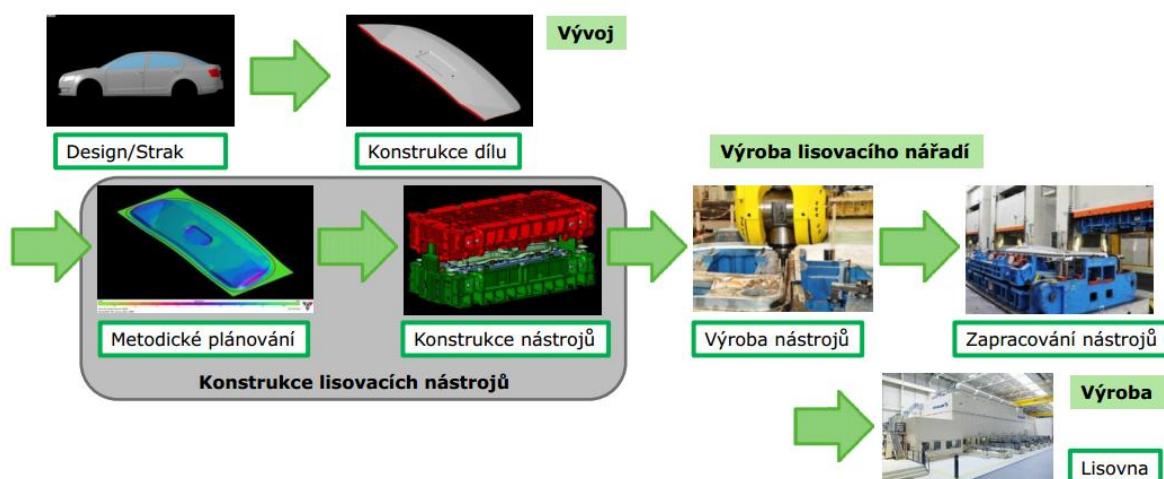 Vývoj
Design/Strak
Konstrukce dílu
Výroba lisovacího nářadí
Metodické plánování
Konstrukce nástrojů
Výroba nástrojů
Zapracování nástrojů
Konstrukce lisovacích nástrojů
Výroba
Lisovna